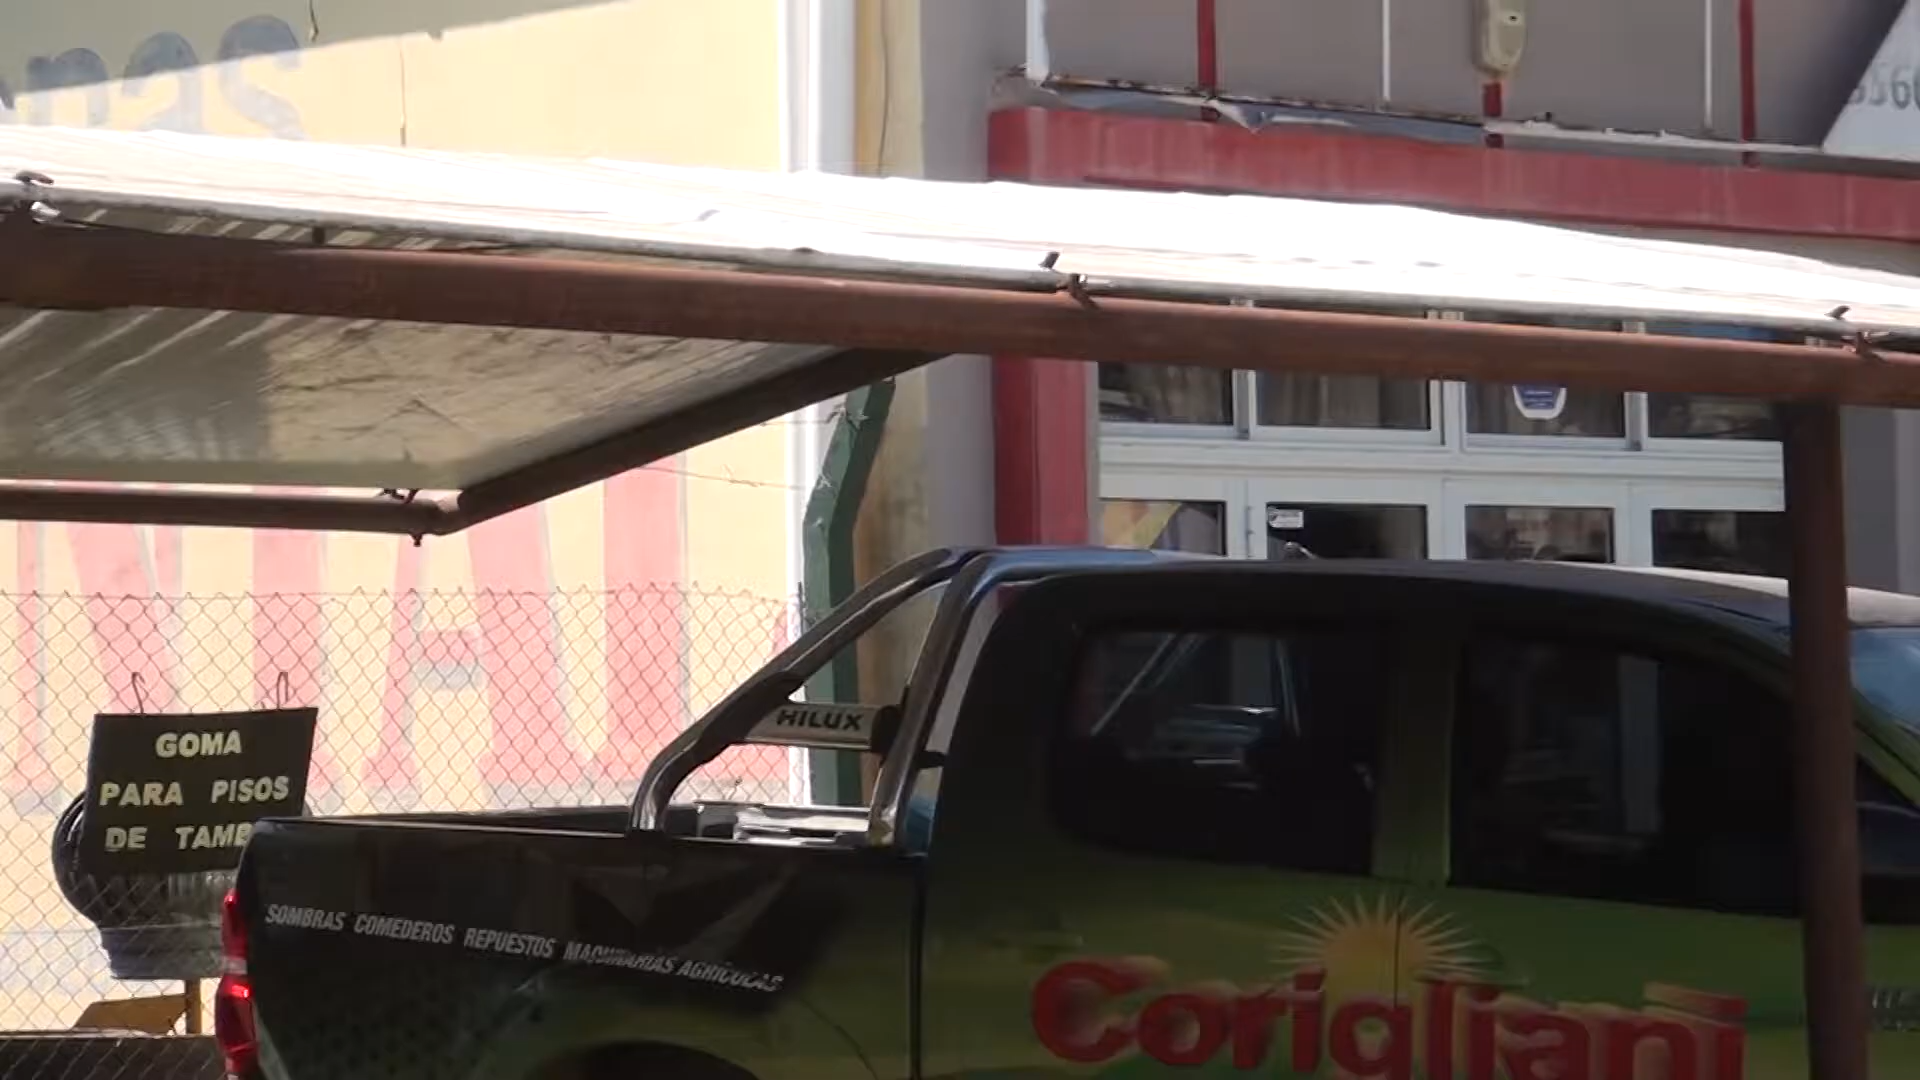 GOMA
PARA PISOS
DE TAMB
HILUX
SOMBRAS COMEDEROS REPUESTOS MAQUINARIAS AGRICOLAS
Corigliani